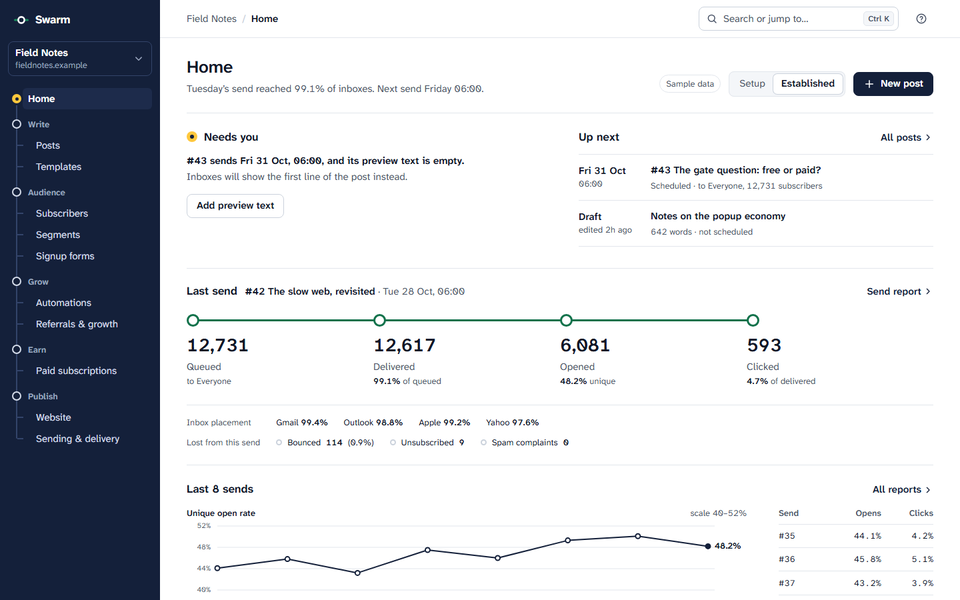 Swarm
Field Notes
fieldnotes.example
Home
Write
Posts
Templates
Audience
Subscribers
Segments
Signup forms
Grow
Automations
Referrals & growth
Earn
Paid subscriptions
Publish
Website
Sending & delivery
Field Notes / Home
Search or jump to...
Ctrl K
Home
Tuesday's send reached 99.1% of inboxes. Next send Friday 06:00.
Sample data
Setup
Established
New post
Needs you
#43 sends Fri 31 Oct, 06:00, and its preview text is empty.
Inboxes will show the first line of the post instead.
Add preview text
Up next
All posts
Fri 31 Oct
06:00
#43 The gate question: free or paid?
Scheduled · to Everyone, 12,731 subscribers
Draft
edited 2h ago
Notes on the popup economy
642 words · not scheduled
Last send #42 The slow web, revisited · Tue 28 Oct, 06:00
Send report
12,731
Queued
to Everyone
12,617
Delivered
99.1% of queued
6,081
Opened
48.2% unique
593
Clicked
4.7% of delivered
Inbox placement Gmail 99.4% Outlook 98.8% Apple 99.2% Yahoo 97.6%
Lost from this send Bounced 114 (0.9%) Unsubscribed 9 Spam complaints 0
Last 8 sends
All reports
Unique open rate
scale 40–52%
52%
48%
44%
40%
48.2%
Send Opens Clicks
#35 44.1% 4.2%
#36 45.8% 5.1%
#37 43.2% 3.9%